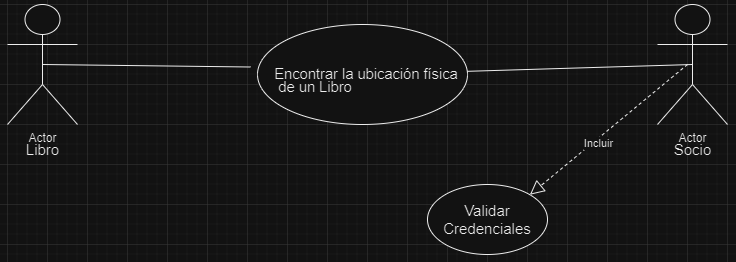 Encontrar la ubicación física
de un Libro
Actor
Libro
Incluir
Actor
Socio
Validar
Credenciales